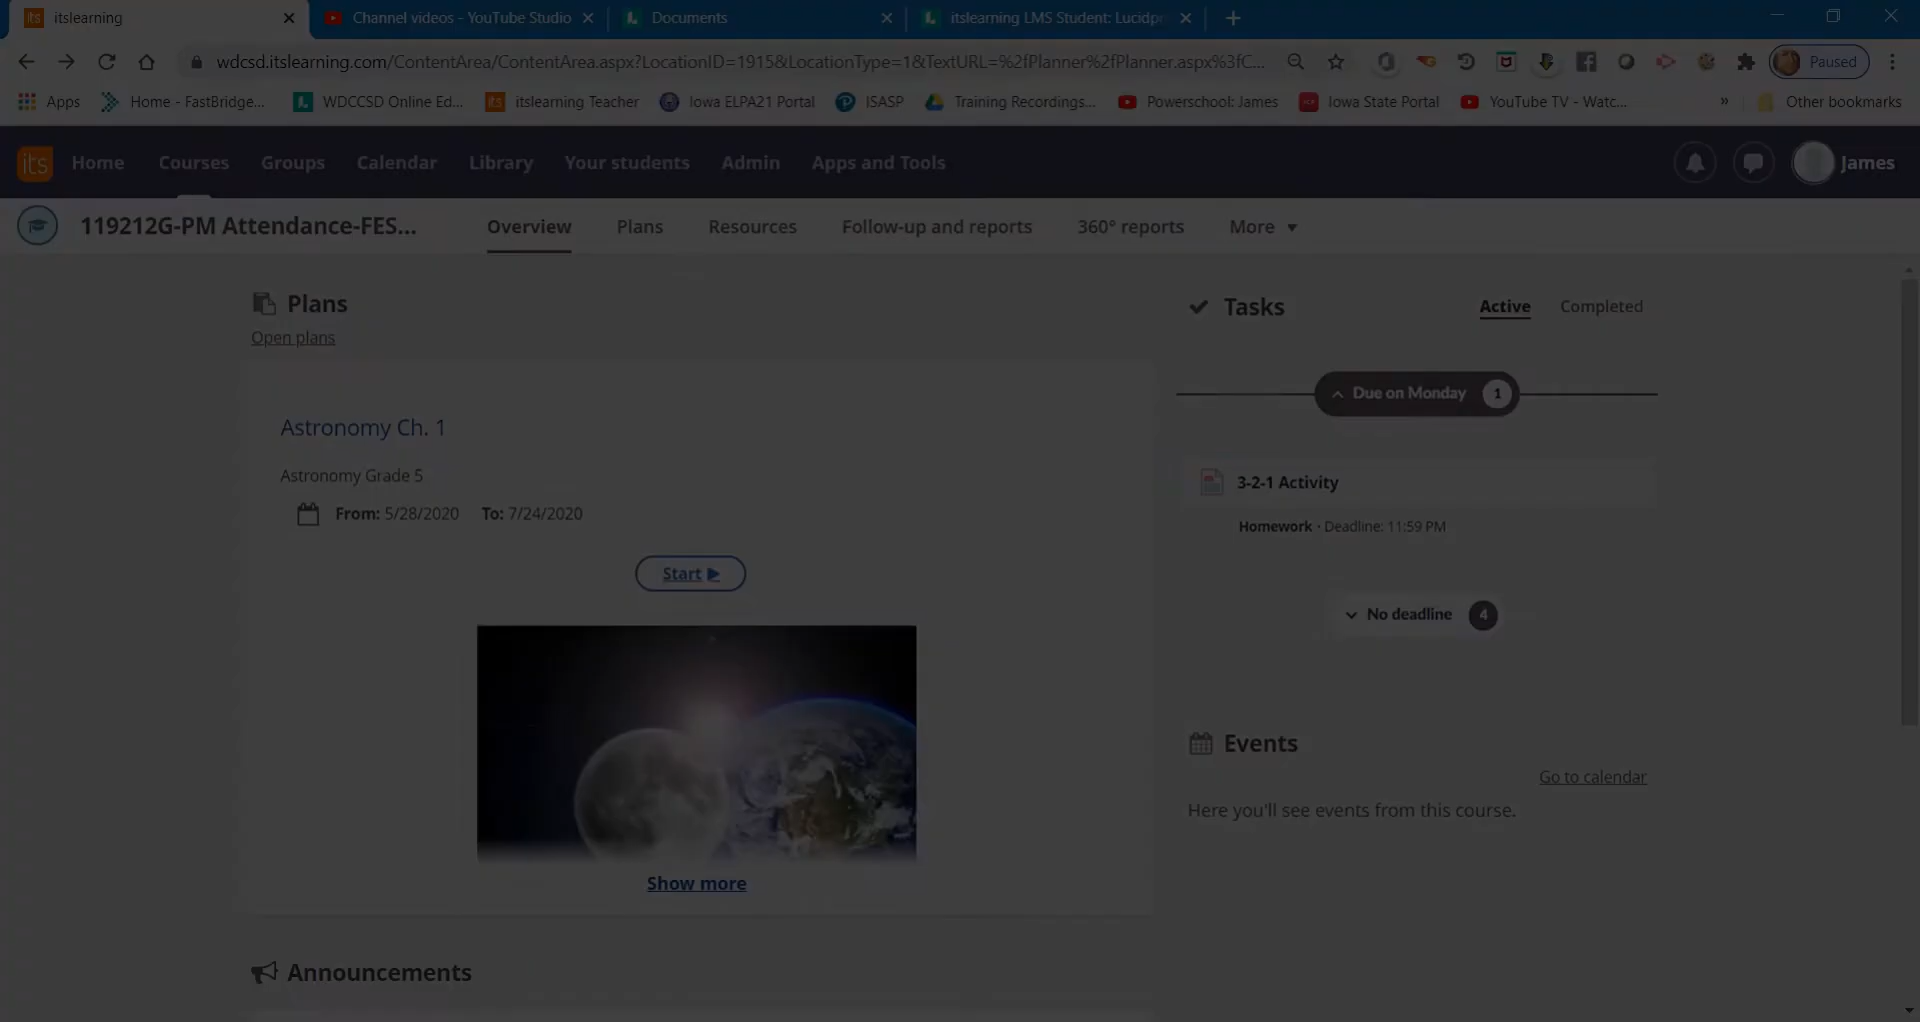 itslearning
Channel videos - YouTube Studio
Documents
itslearning LMS Student: Lucidpr
wdcsd.itslearning.com/ContentArea/ContentArea.aspx?LocationID=1915&LocationType=1&TextURL=%2fPlanner%2fPlanner.aspx%3fC...
Paused
Apps
Home - FastBridge...
WDCCSD Online Ed...
its
itslearning Teacher
Iowa ELPA21 Portal
ISASP
Training Recordings...
Powerschool: James
Iowa State Portal
YouTube TV - Watc...
»
Other bookmarks
its
Home
Courses
Groups
Calendar
Library
Your students
Admin
Apps and Tools
James
119212G-PM Attendance-FES...
Overview
Plans
Resources
Follow-up and reports
360° reports
More
Plans
Open plans
Astronomy Ch. 1
Astronomy Grade 5
From: 5/28/2020 To: 7/24/2020
Start
Show more
Announcements
Tasks
Active
Completed
Due on Monday 1
3-2-1 Activity
Homework · Deadline: 11:59 PM
No deadline 4
Events
Go to calendar
Here you'll see events from this course.